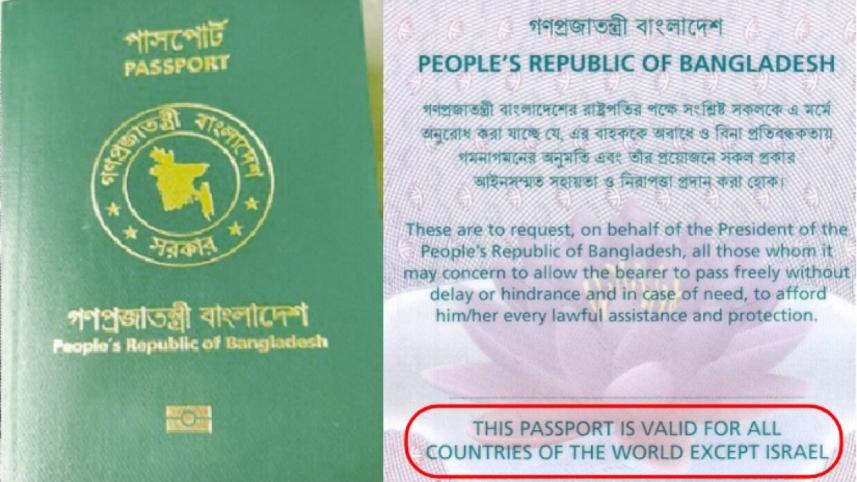 পাসপোর্ট
PASSPORT
গণপ্রজাতন্ত্রী বাংলাদেশ
সরকার
গণপ্রজাতন্ত্রী বাংলাদেশ
People's Republic of Bangladesh
গণপ্রজাতন্ত্রী বাংলাদেশ
PEOPLE'S REPUBLIC OF BANGLADESH
গণপ্রজাতন্ত্রী বাংলাদেশের রাষ্ট্রপতির পক্ষে সংশ্লিষ্ট সকলকে এ মর্মে
অনুরোধ করা যাচ্ছে যে, এর বাহককে অবাধে ও বিনা প্রতিবন্ধকতায়
গমনাগমনের অনুমতি এবং তাঁর প্রয়োজনে সকল প্রকার
আইনসম্মত সহায়তা ও নিরাপত্তা প্রদান করা হোক।
These are to request, on behalf of the President of the
People's Republic of Bangladesh, all those whom it
may concern to allow the bearer to pass freely without
delay or hindrance and in case of need, to afford
him/her every lawful assistance and protection.
THIS PASSPORT IS VALID FOR ALL
COUNTRIES OF THE WORLD EXCEPT ISRAEL